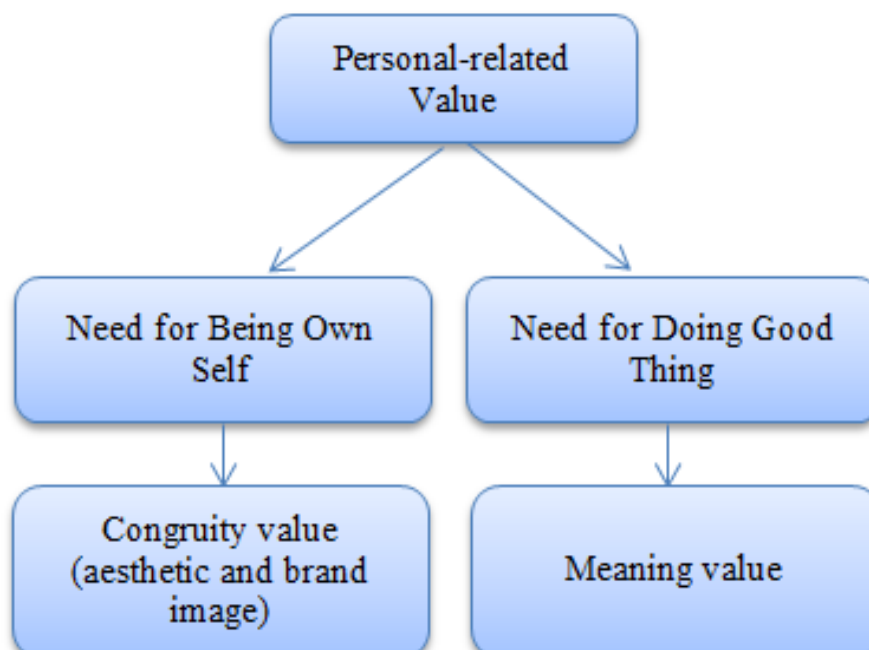 Personal-related
Value
Need for Being Own
Self
Need for Doing Good
Thing
Congruity value
(aesthetic and brand
image)
Meaning value